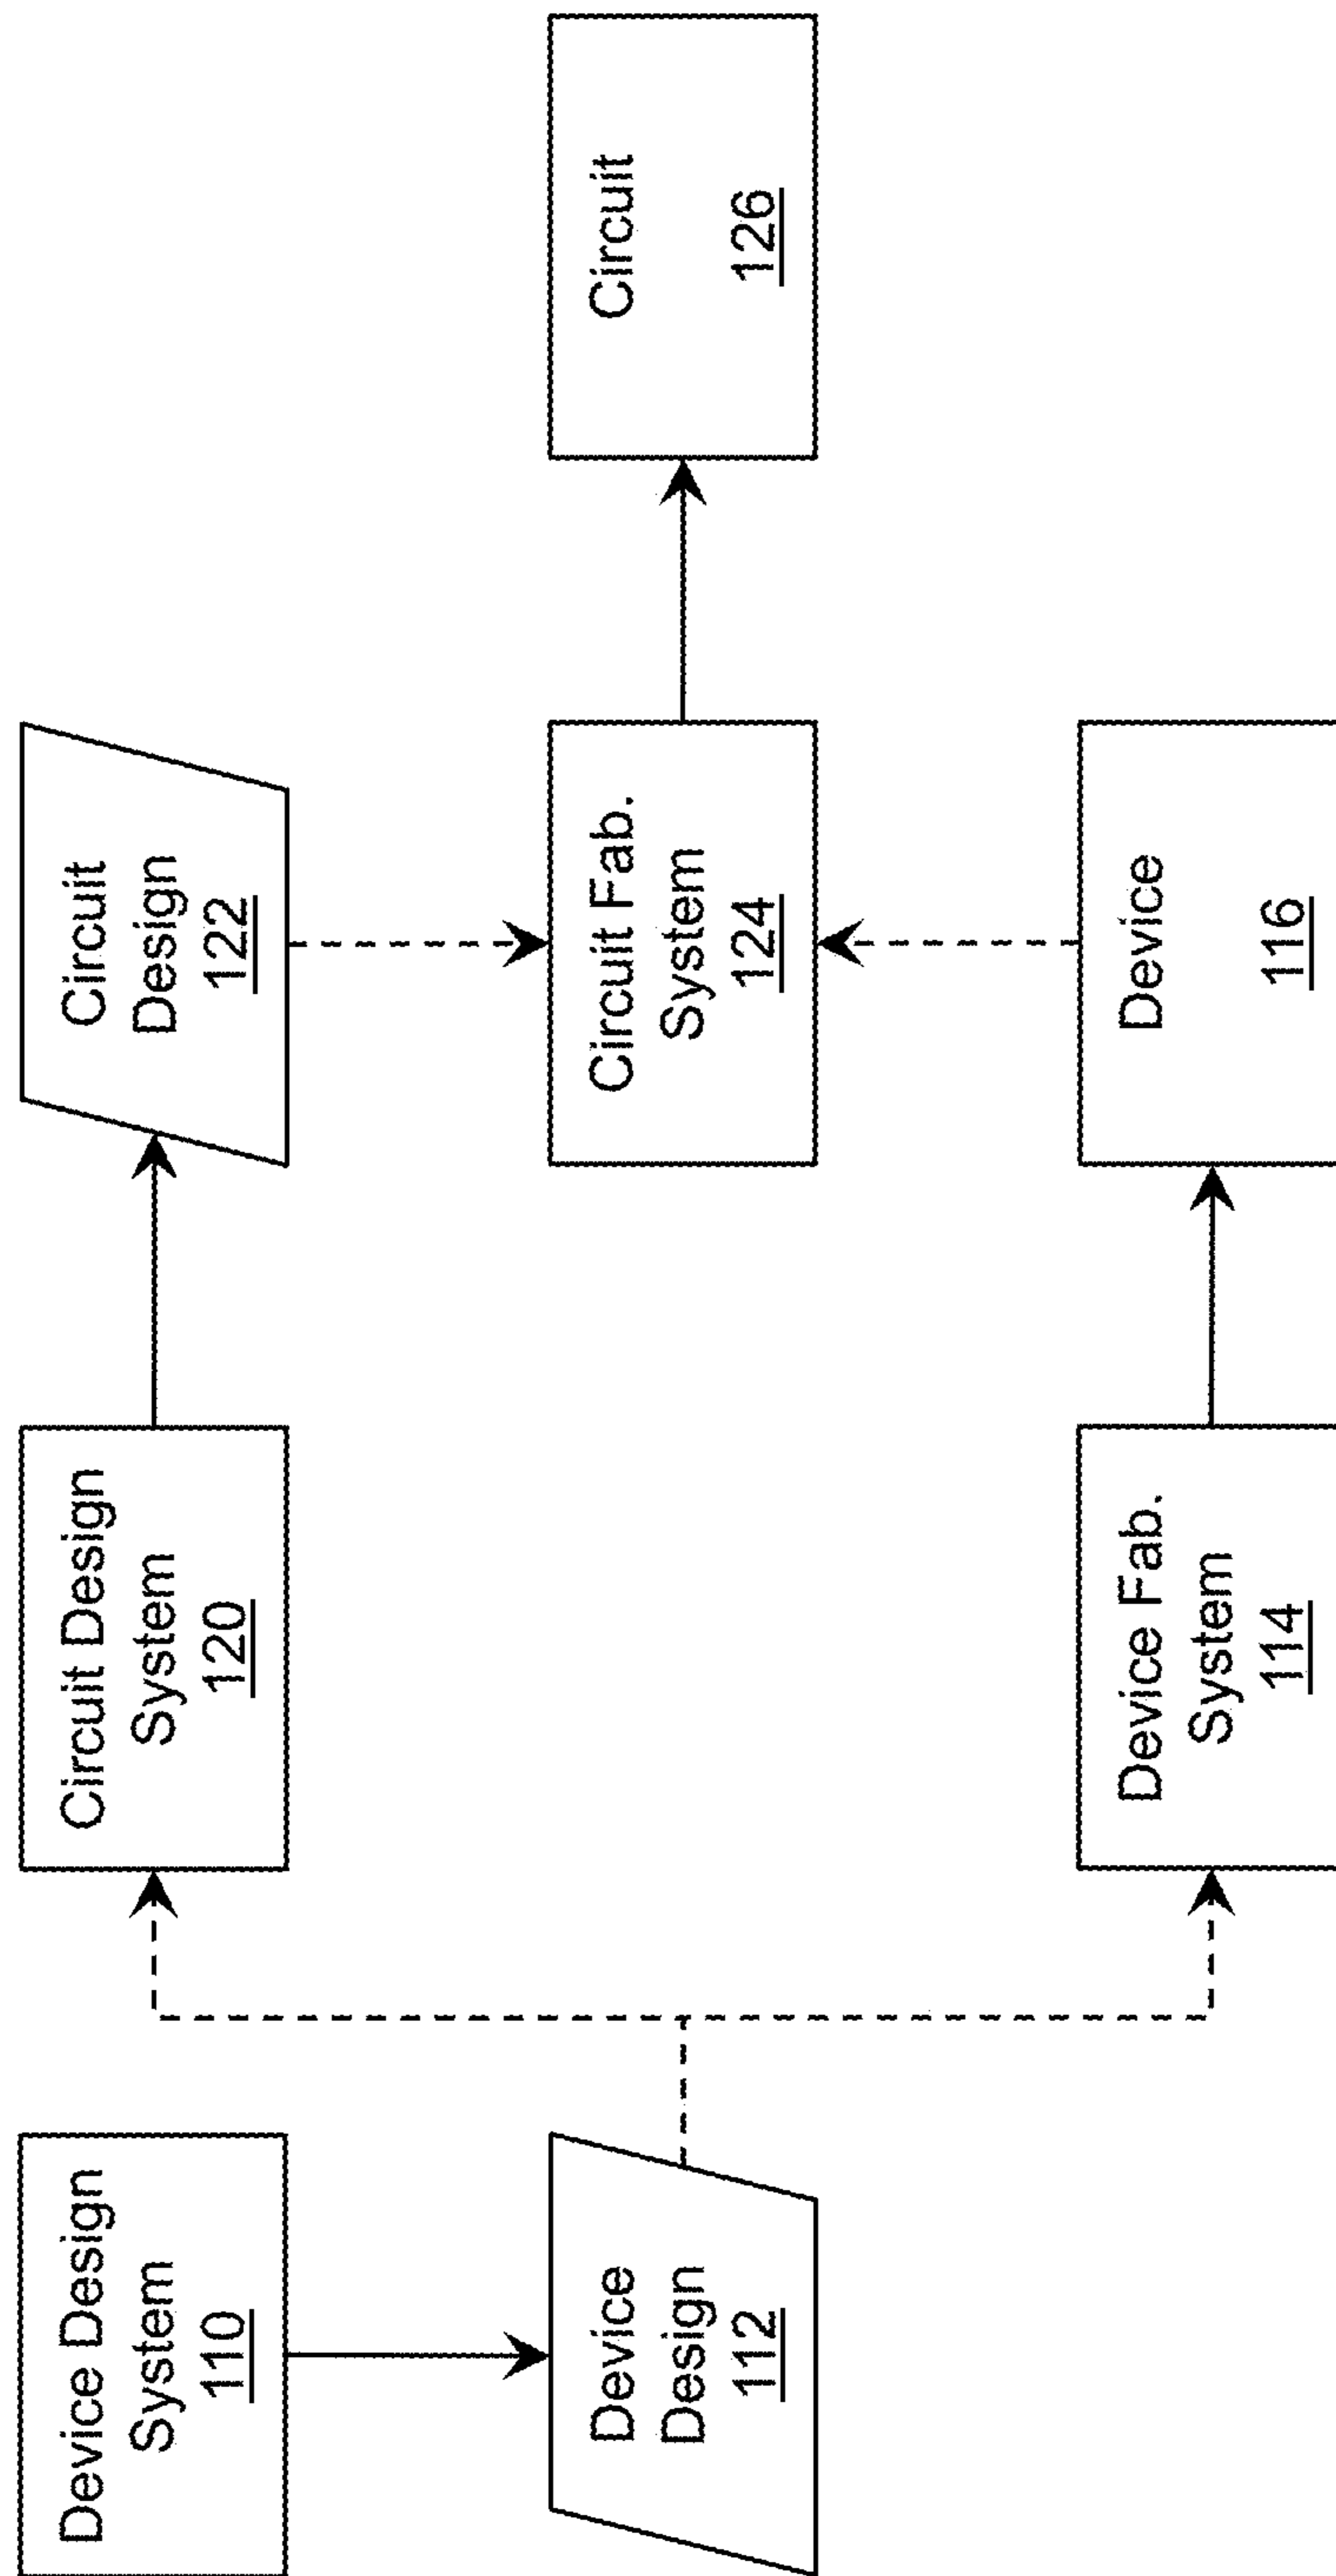 Device Design
System
110
Device
Design
112
Circuit Design
System
120
Device Fab.
System
114
Circuit
Design
122
Circuit Fab.
System
124
Device
116
Circuit
126